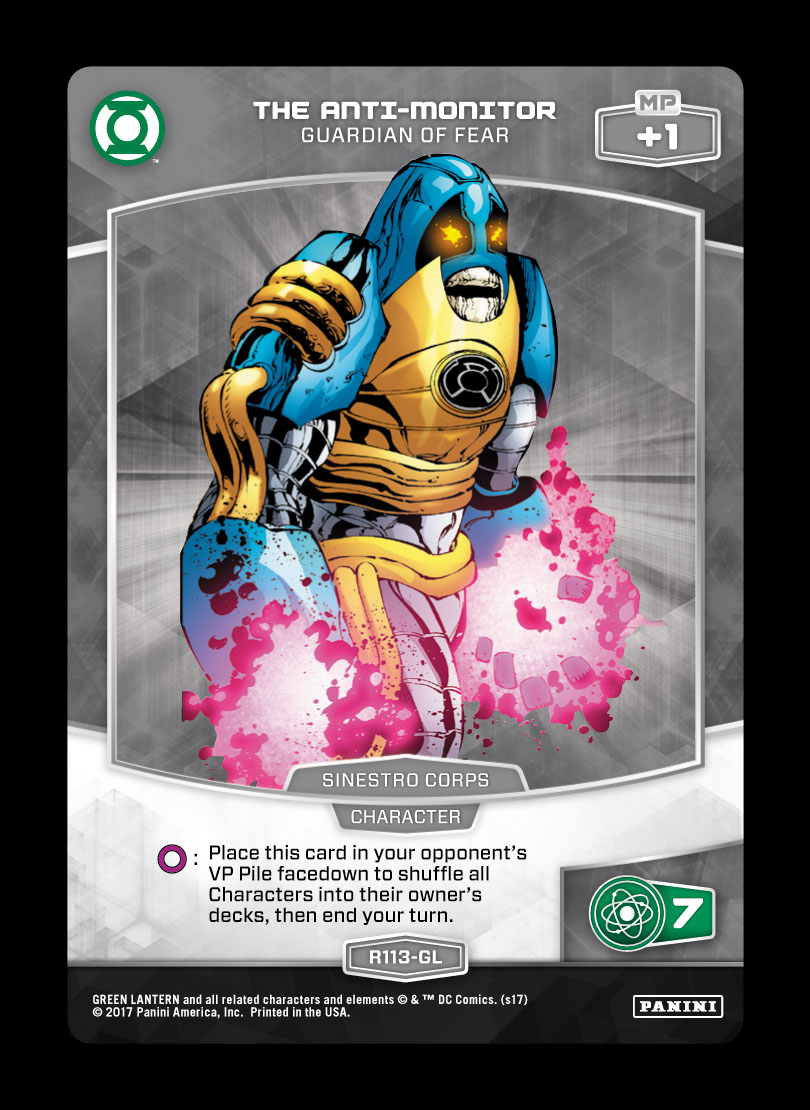 THE ANTI-MONITOR
GUARDIAN OF FEAR
MP
+1
™
SINESTRO CORPS
CHARACTER
: Place this card in your opponent's
VP Pile facedown to shuffle all
Characters into their owner's
decks, then end your turn.
7
R113-GL
GREEN LANTERN and all related characters and elements © & ™ DC Comics. (s17)
© 2017 Panini America, Inc. Printed in the USA.
PANINI